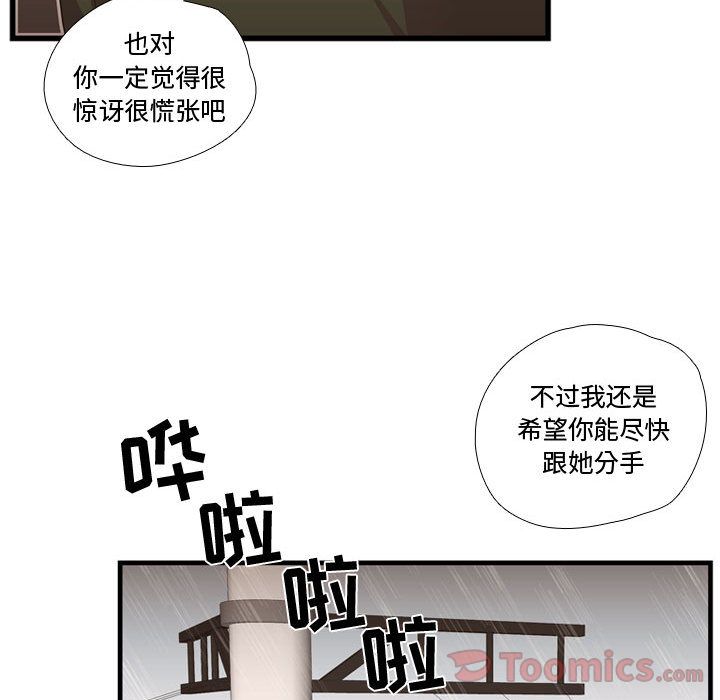 也对
你一定觉得很
惊讶很慌张吧
不过我还是
希望你能尽快
跟她分手
哗
啦
啦
啦
Toomics.com